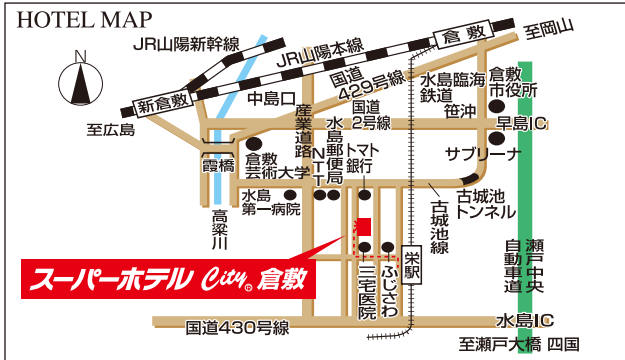 HOTEL MAP
N
JR山陽新幹線
JR山陽本線
倉敷
至岡山
新倉敷
至広島
中島口
国道
429号線
国道
2号線
水島臨海
鉄道
笹沖
倉敷
市役所
早島IC
サブリーナ
霞橋
倉敷
芸術大学
産業道路
NTT
水島郵便局
トマト
銀行
水島
第一病院
高梁川
古城池
トンネル
古城池線
スーパーホテル City® 倉敷
三宅医院
ふじさわ
栄駅
瀬戸中央
自動車道
国道430号線
水島IC
至瀬戸大橋 四国